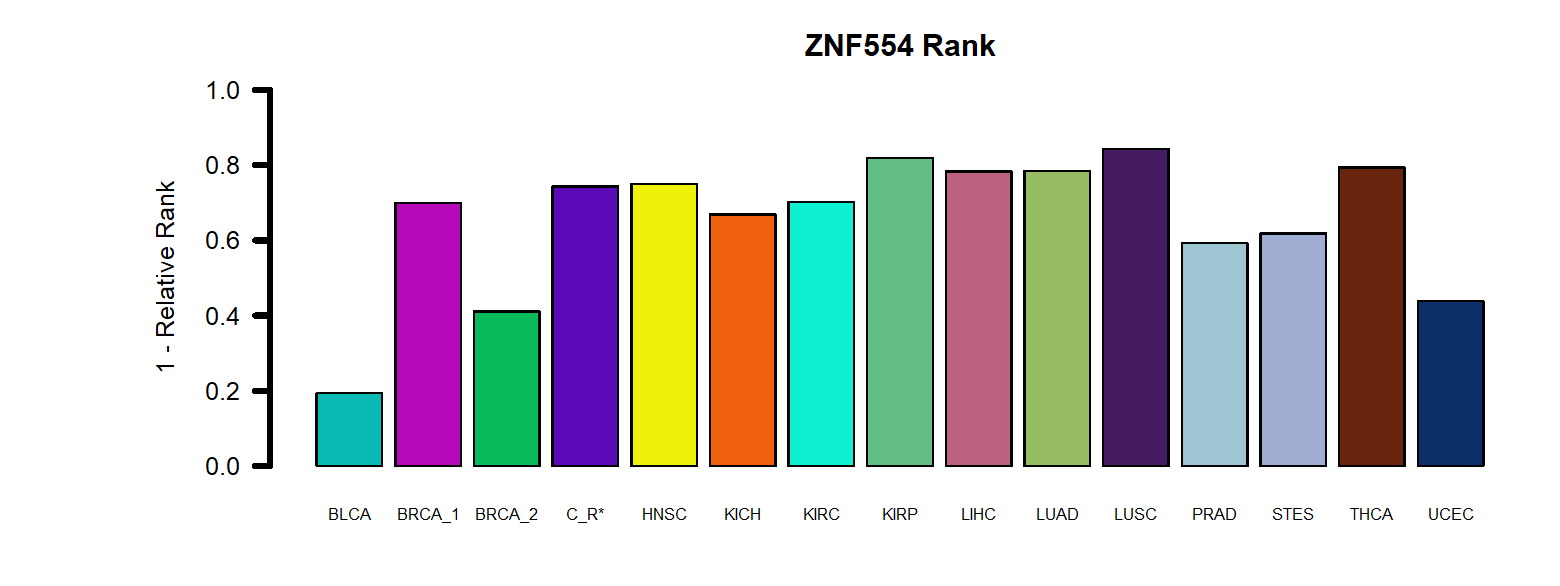 ZNF554 Rank
1 - Relative Rank
1.0
0.8
0.6
0.4
0.2
0.0
BLCA BRCA_1 BRCA_2 C_R* HNSC KICH KIRC KIRP LIHC LUAD LUSC PRAD STES THCA UCEC